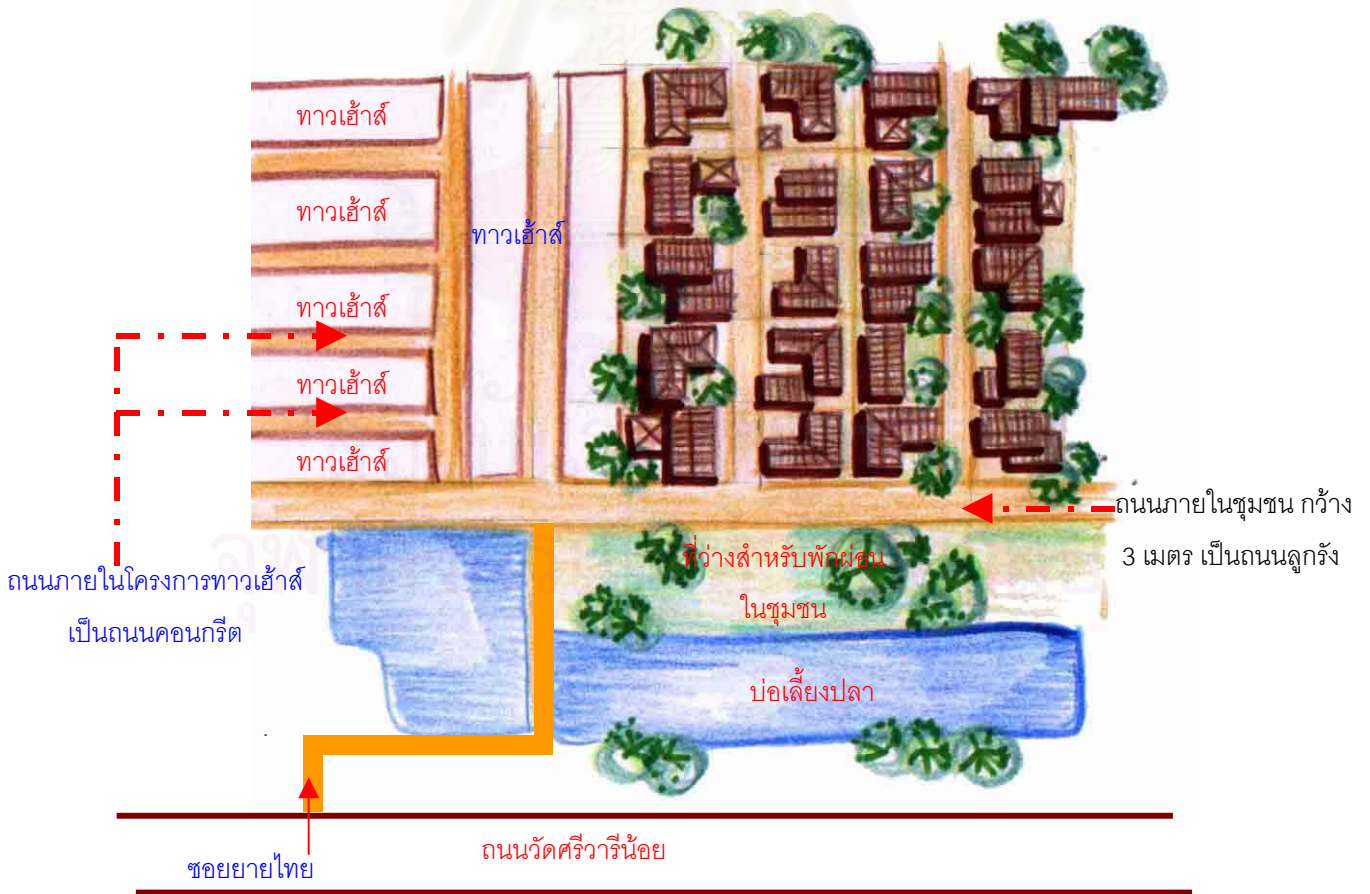 ทาวเฮ้าส์
ทาวเฮ้าส์
ทาวเฮ้าส์
ทาวเฮ้าส์
ทาวเฮ้าส์
ทาวเฮ้าส์
ถนนภายในชุมชน กว้าง
3 เมตร เป็นถนนลูกรัง
ที่ว่างสำหรับพักผ่อน
ในชุมชน
ถนนภายในโครงการทาวเฮ้าส์
เป็นถนนคอนกรีต
บ่อเลี้ยงปลา
ถนนวัดศรีวารีน้อย
ซอยยายไทย